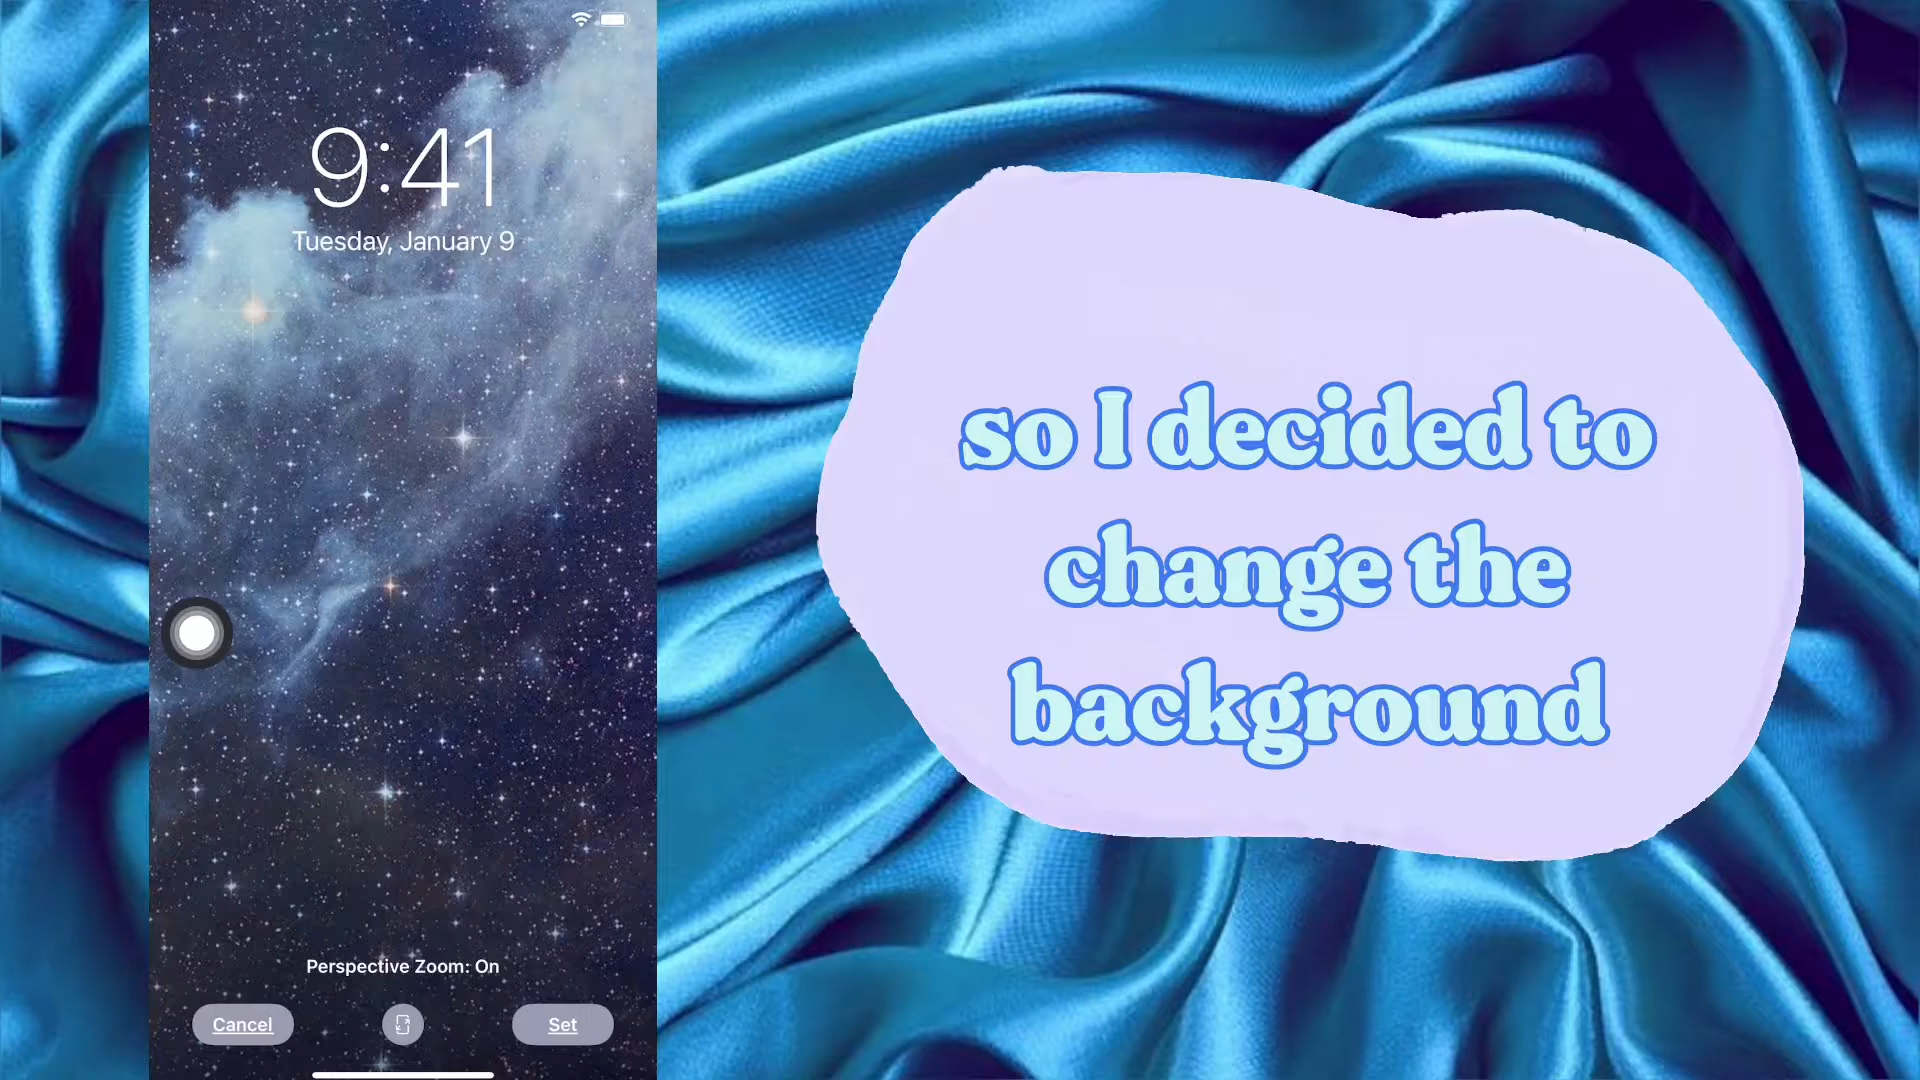 9:41
Tuesday, January 9
so I decided to
change the
background
Perspective Zoom: On
Cancel
Set